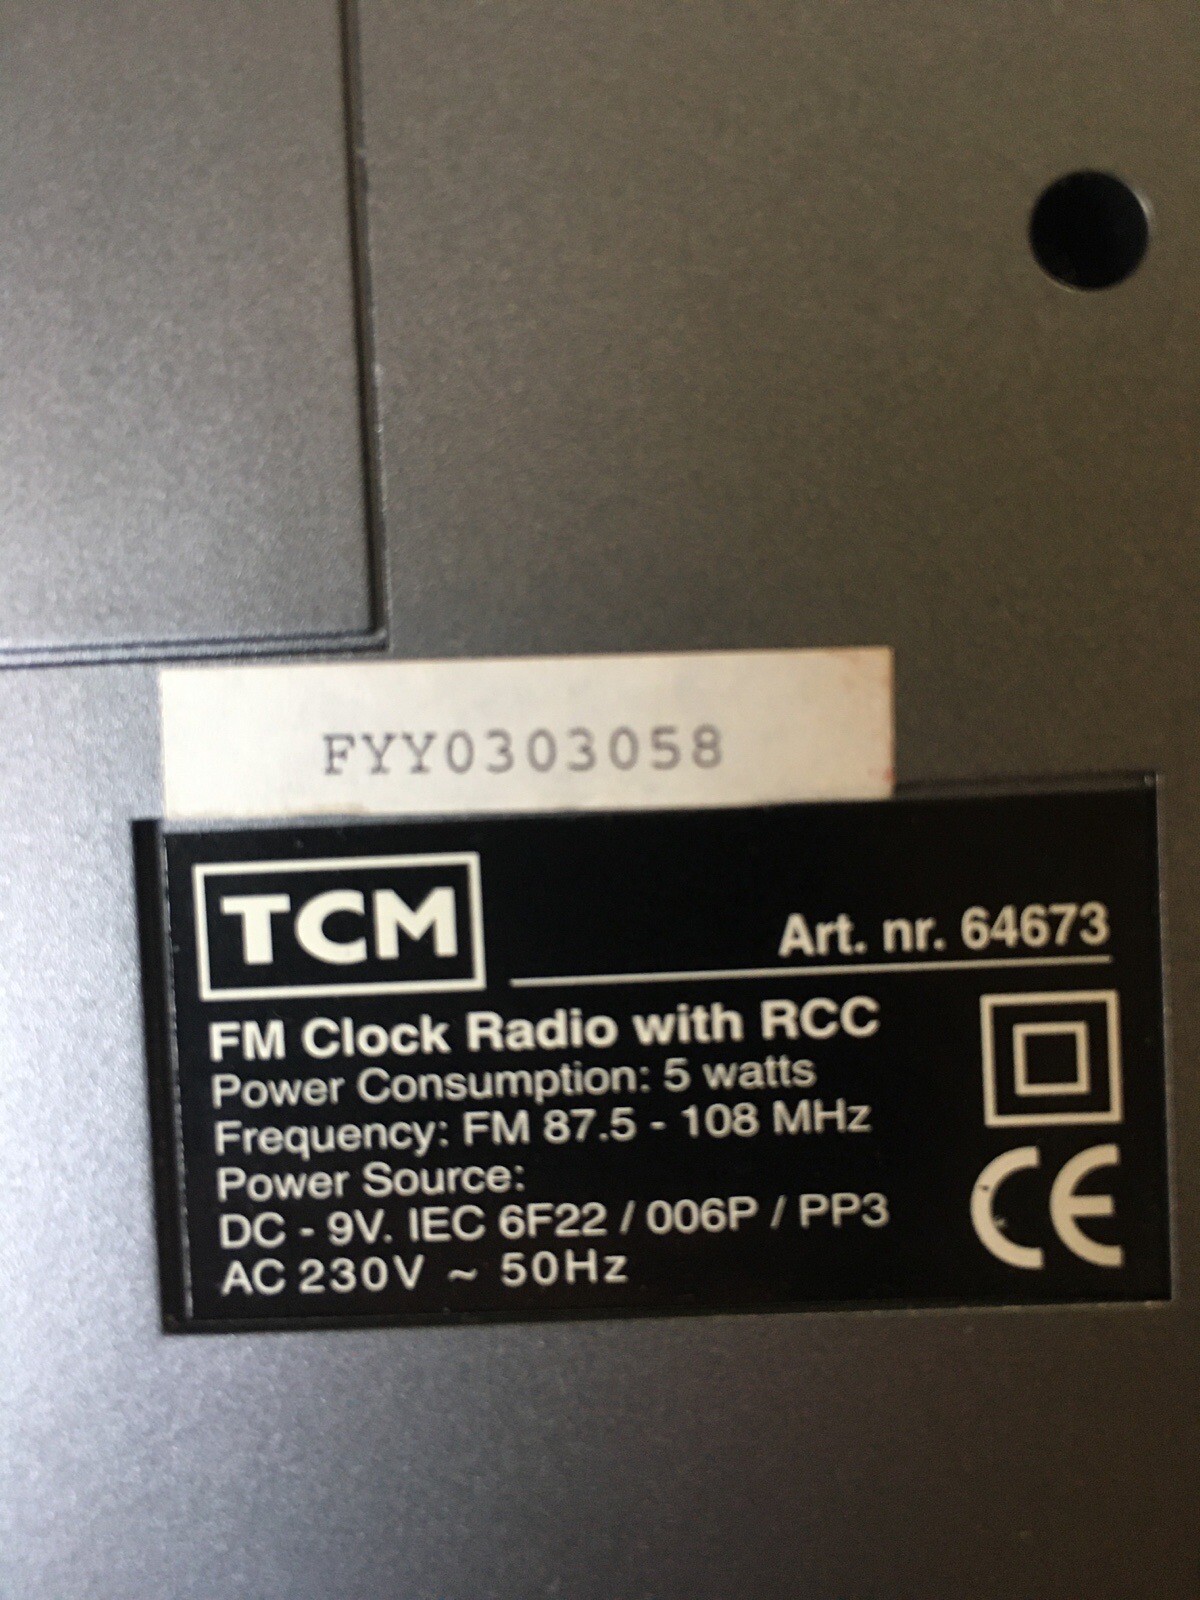 FYY0303058
TCM
Art. nr. 64673
FM Clock Radio with RCC
Power Consumption: 5 watts
Frequency: FM 87.5 - 108 MHz
Power Source:
DC - 9V. IEC 6F22 / 006P / PP3
AC 230V ~ 50Hz
CE